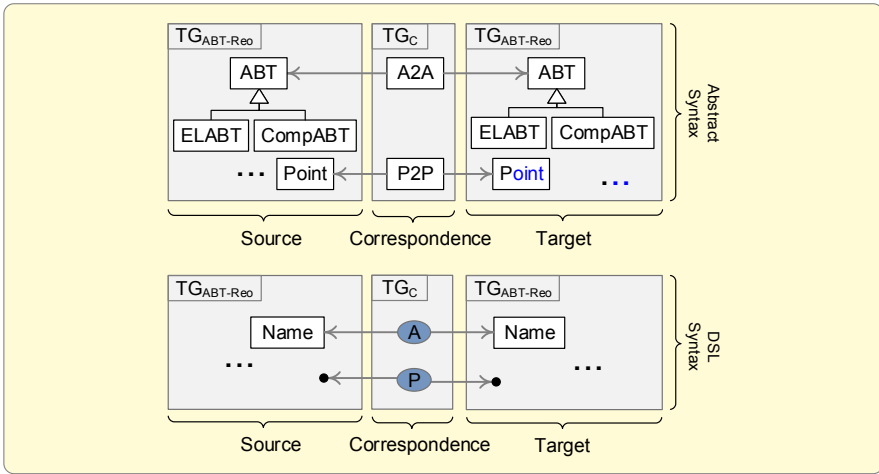 TGABT-Reo TGC TGABT-Reo
ABT A2A ABT
ELABT CompABT ELABT CompABT
... Point P2P Point ...
Abstract
Syntax
Source Correspondence Target
TGABT-Reo TGC TGABT-Reo
Name A Name
... P ...
DSL
Syntax
Source Correspondence Target